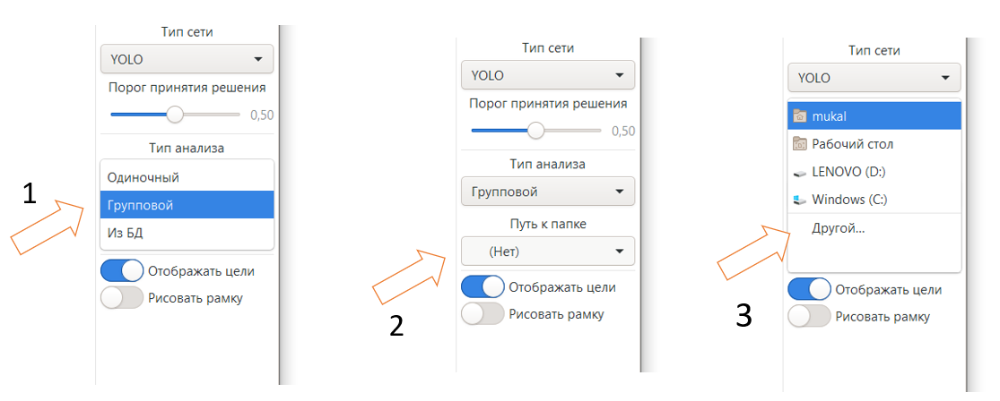 1
Тип сети
YOLO
Порог принятия решения
0,50
Тип анализа
Одиночный
Групповой
Из БД
Отображать цели
Рисовать рамку
2
Тип сети
YOLO
Порог принятия решения
0,50
Тип анализа
Групповой
Путь к папке
(Нет)
Отображать цели
Рисовать рамку
3
Тип сети
YOLO
mukal
Рабочий стол
LENOVO (D:)
Windows (C:)
Другой...
Отображать цели
Рисовать рамку